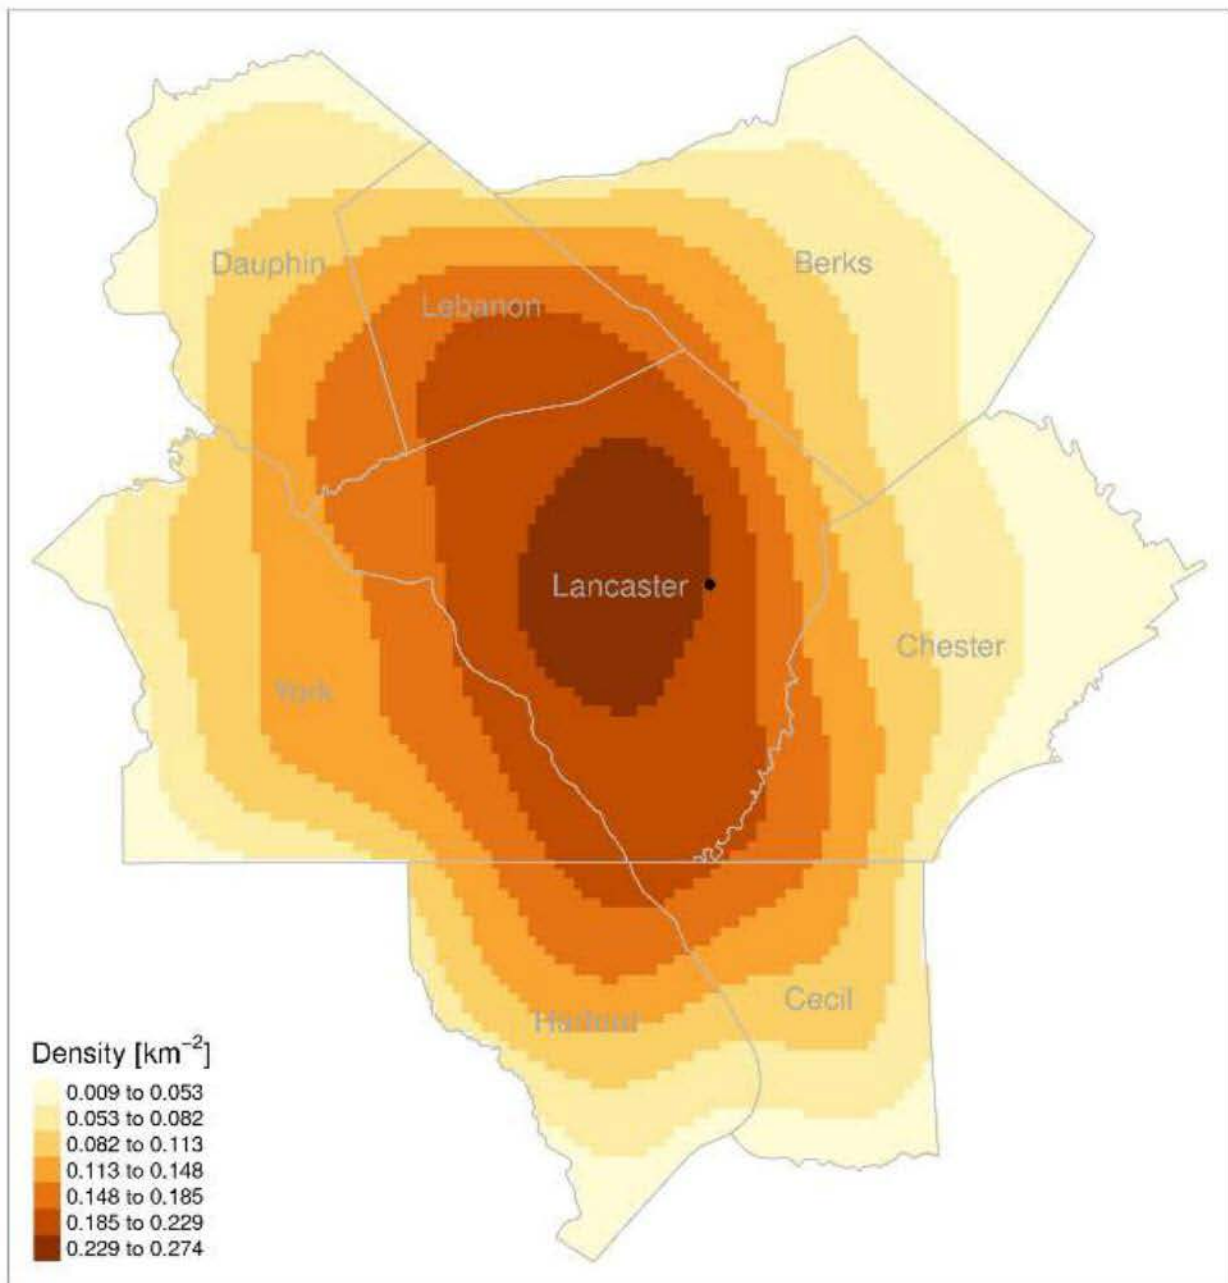 Dauphin
Berks
Lebanon
Lancaster
Chester
York
Cecil
Harford
Density [km⁻²]
0.009 to 0.053
0.053 to 0.082
0.082 to 0.113
0.113 to 0.148
0.148 to 0.185
0.185 to 0.229
0.229 to 0.274